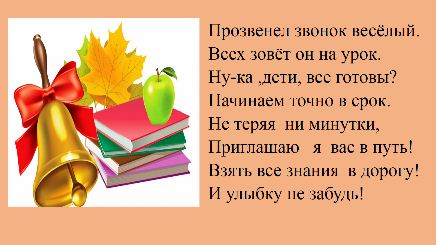 Прозвенел звонок весёлый.
Всех зовёт он на урок.
Ну-ка ,дети, все готовы?
Начинаем точно в срок.
Не теряя ни минутки,
Приглашаю я вас в путь!
Взять все знания в дорогу!
И улыбку не забудь!